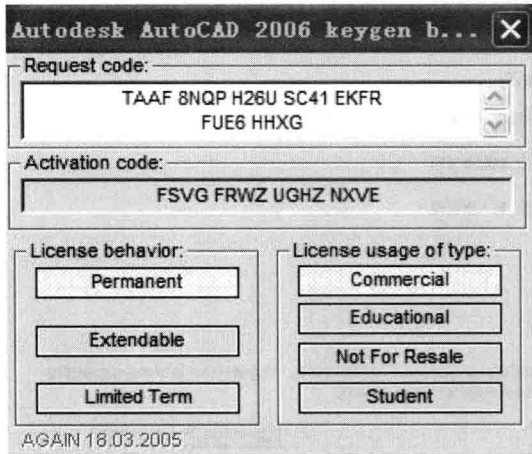 Autodesk AutoCAD 2006 keygen b...
Request code:
TAAF 8NQP H26U SC41 EKFR
FUE6 HHXG
Activation code:
FSVG FRWZ UGHZ NXVE
License behavior:
Permanent
Extendable
Limited Term
License usage of type:
Commercial
Educational
Not For Resale
Student
AGAIN 18.03.2005